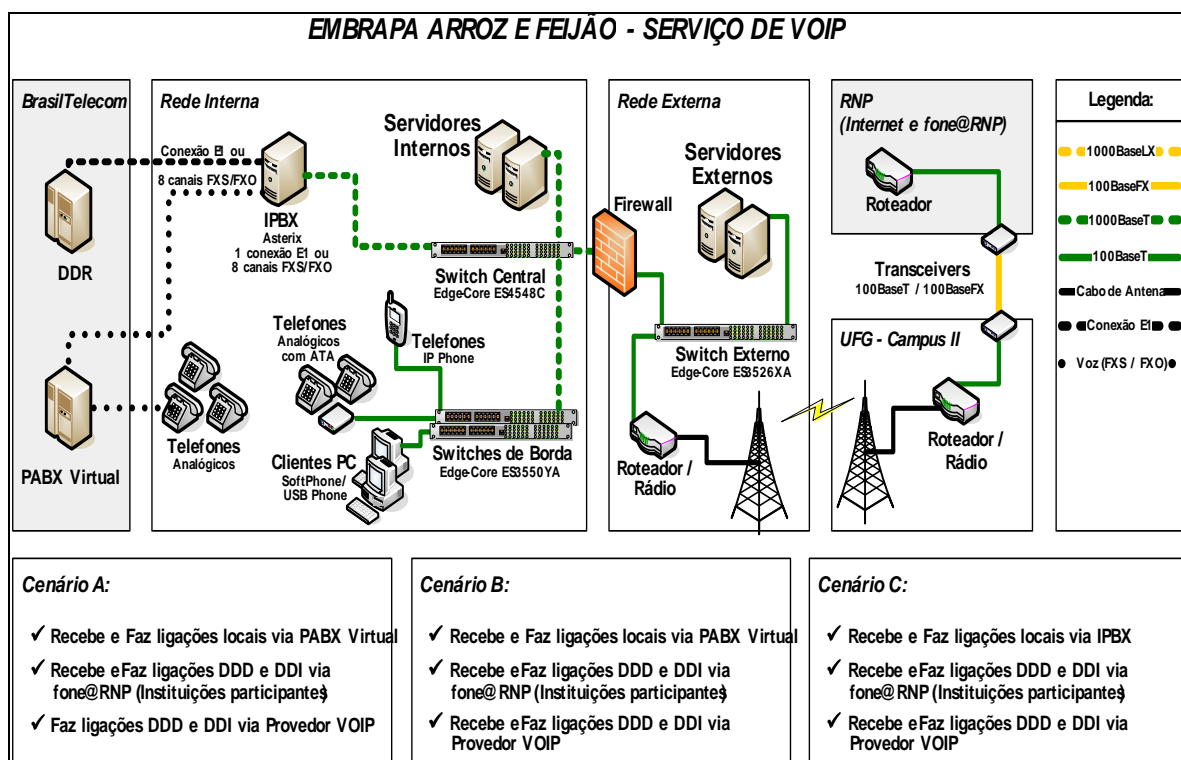 EMBRAPA ARROZ E FEIJÃO - SERVIÇO DE VOIP
BrasilTelecom
DDR
PABX Virtual
Rede Interna
Conexão E1 ou
8 canais FXS/FXO
IPBX
Asterix
1 conexão E1 ou
8 canais FXS/FXO
Servidores
Internos
Switch Central
Edge-Core ES4548C
Telefones
Analógicos
com ATA
Telefones
IP Phone
Telefones
Analógicos
Clientes PC
SoftPhone/
USB Phone
Switches de Borda
Edge-Core ES3550YA
Rede Externa
Firewall
Servidores
Externos
Switch Externo
Edge-Core ES3526XA
Roteador /
Rádio
RNP
(Internet e fone@RNP)
Roteador
Transceivers
100BaseT / 100BaseFX
UFG - Campus II
Roteador /
Rádio
Legenda:
1000BaseLX
100BaseFX
1000BaseT
100BaseT
Cabo de Antena
Conexão E1
Voz (FXS / FXO)
Cenário A:
✓ Recebe e Faz ligações locais via PABX Virtual
✓ Recebe e Faz ligações DDD e DDI via
fone@RNP (Instituições participantes)
✓ Faz ligações DDD e DDI via Provedor VOIP
Cenário B:
✓ Recebe e Faz ligações locais via PABX Virtual
✓ Recebe e Faz ligações DDD e DDI via
fone@RNP (Instituições participantes)
✓ Recebe e Faz ligações DDD e DDI via
Provedor VOIP
Cenário C:
✓ Recebe e Faz ligações locais via IPBX
✓ Recebe e Faz ligações DDD e DDI via
fone@RNP (Instituições participantes)
✓ Recebe e Faz ligações DDD e DDI via
Provedor VOIP